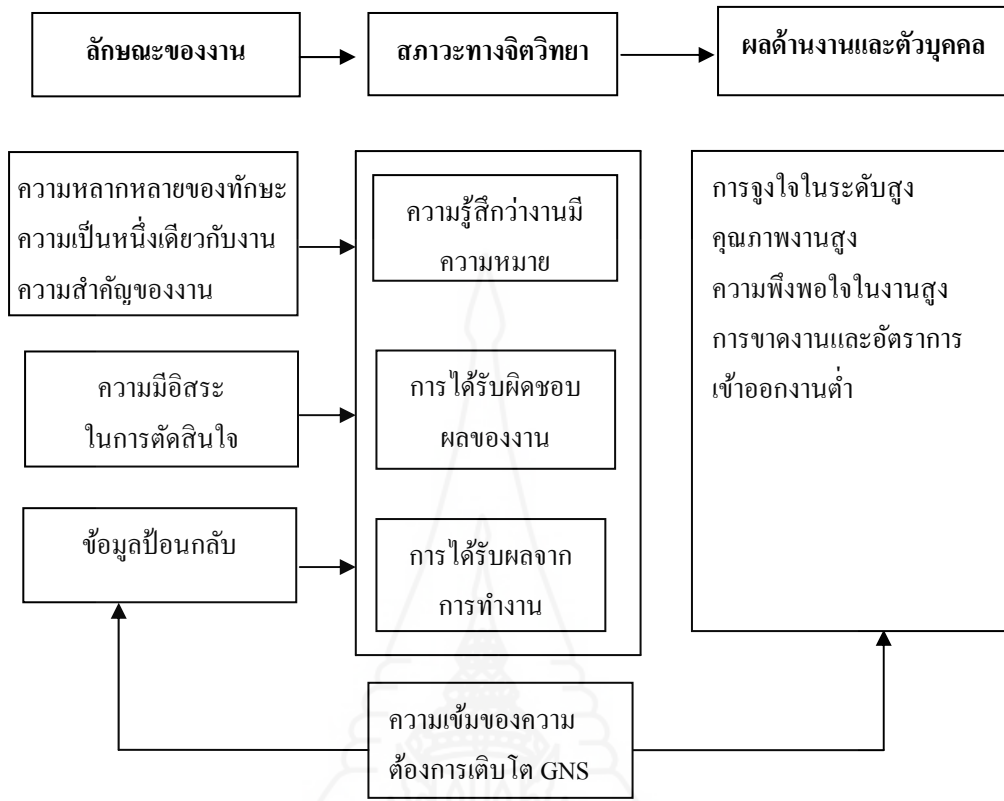 ลักษณะของงาน
สภาวะทางจิตวิทยา
ผลด้านงานและตัวบุคคล
ความหลากหลายของทักษะ
ความเป็นหนึ่งเดียวกับงาน
ความสำคัญของงาน
ความรู้สึกว่างานมี
ความหมาย
การจูงใจในระดับสูง
คุณภาพงานสูง
ความพึงพอใจในงานสูง
การขาดงานและอัตราการ
เข้าออกงานต่ำ
ความมีอิสระ
ในการตัดสินใจ
การได้รับผิดชอบ
ผลของงาน
ข้อมูลป้อนกลับ
การได้รับผลจาก
การทำงาน
ความเข้มของความ
ต้องการเติบโต GNS